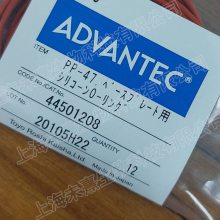 ADVANTEC
ITEM
PP-47 ベースプレート用
シリコーンOーリング
CODE NO./CAT.NO.
44501208
LOT NO.
20105H22
12
Toyo Roshi Kaisha, Ltd.
Made in Japan